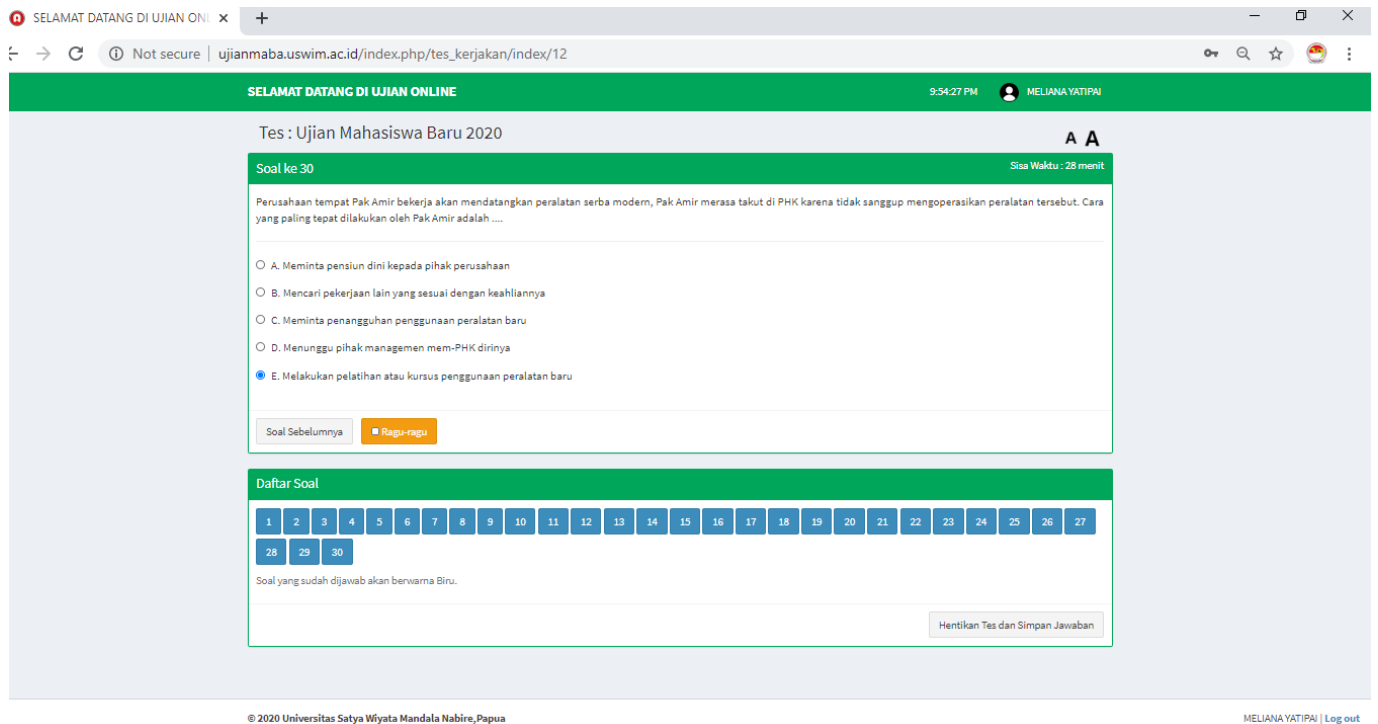 SELAMAT DATANG DI UJIAN ONL
Not secure | ujianmaba.uswim.ac.id/index.php/tes_kerjakan/index/12
SELAMAT DATANG DI UJIAN ONLINE 9:54:27 PM MELIANA YATIPAI
Tes : Ujian Mahasiswa Baru 2020 A A
Soal ke 30 Sisa Waktu : 28 menit
Perusahaan tempat Pak Amir bekerja akan mendatangkan peralatan serba modern, Pak Amir merasa takut di PHK karena tidak sanggup mengoperasikan peralatan tersebut. Cara
yang paling tepat dilakukan oleh Pak Amir adalah ....
A. Meminta pensiun dini kepada pihak perusahaan
B. Mencari pekerjaan lain yang sesuai dengan keahliannya
C. Meminta penangguhan penggunaan peralatan baru
D. Menunggu pihak managemen mem-PHK dirinya
E. Melakukan pelatihan atau kursus penggunaan peralatan baru
Soal Sebelumnya Ragu-ragu
Daftar Soal
1 2 3 4 5 6 7 8 9 10 11 12 13 14 15 16 17 18 19 20 21 22 23 24 25 26 27
28 29 30
Soal yang sudah dijawab akan berwarna Biru.
Hentikan Tes dan Simpan Jawaban
© 2020 Universitas Satya Wiyata Mandala Nabire,Papua MELIANA YATIPAI | Log out